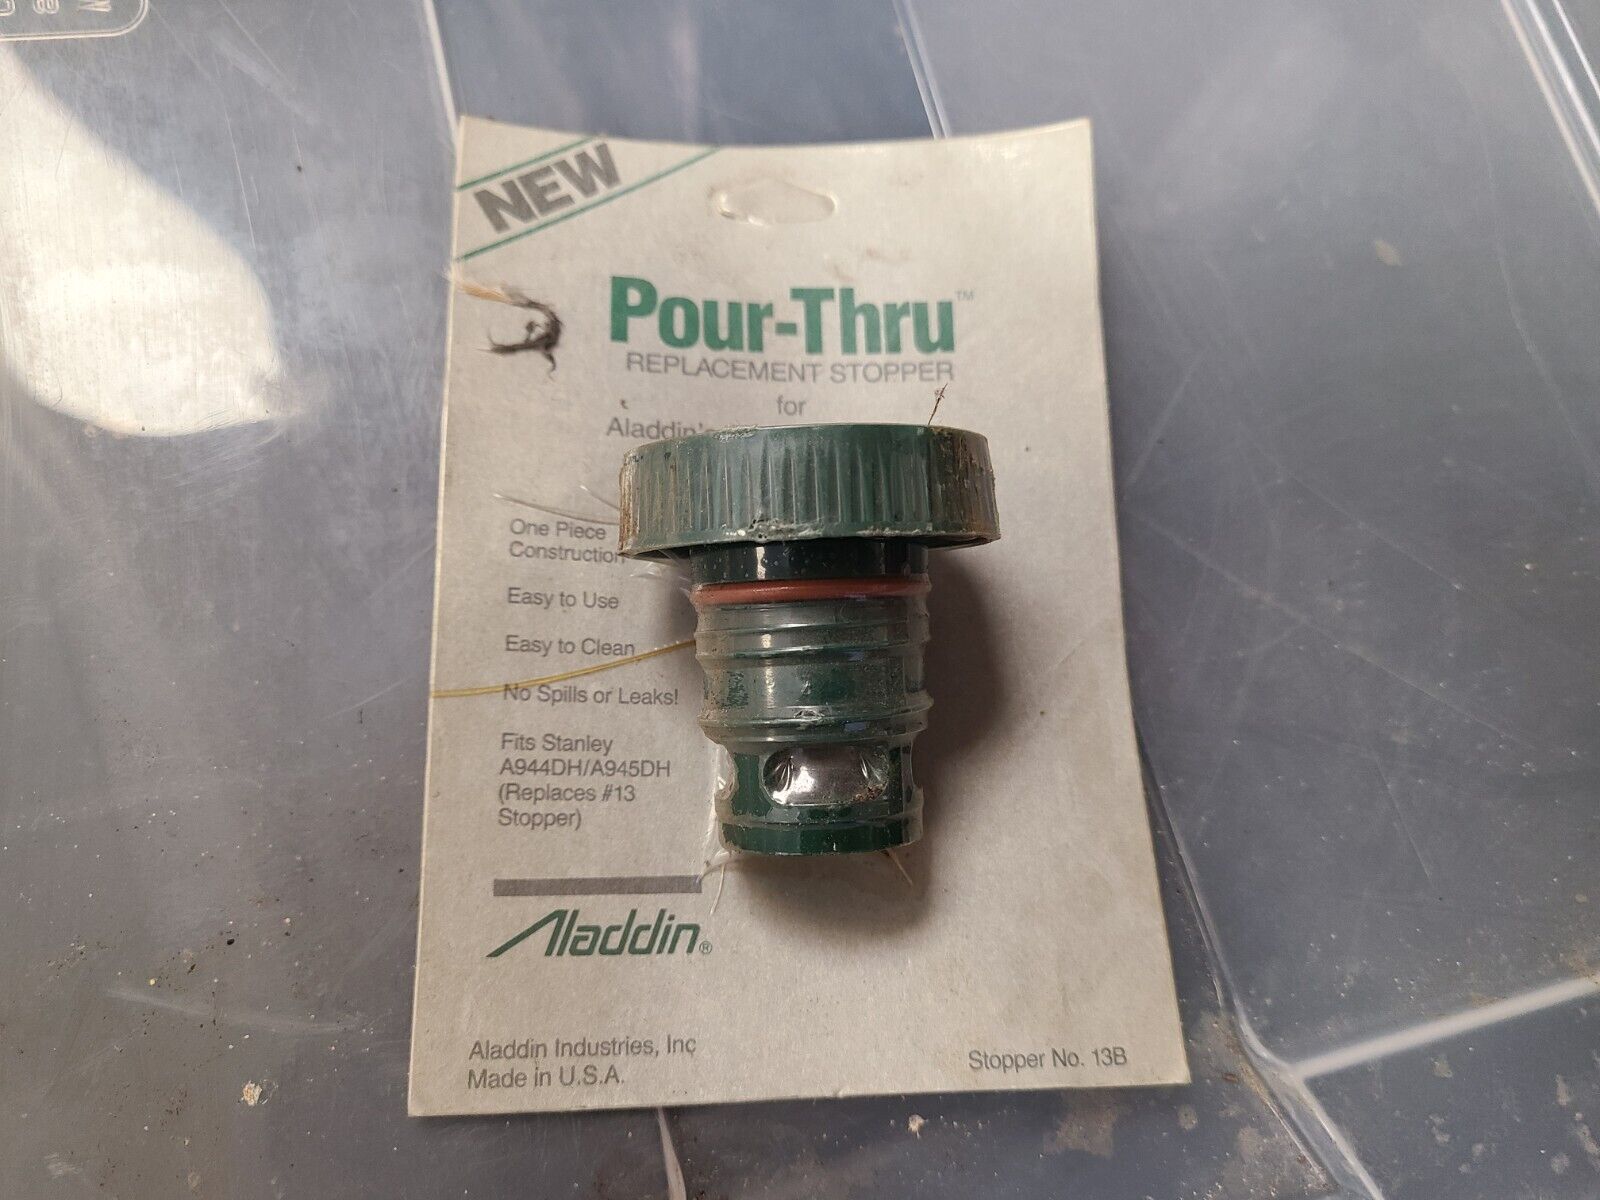 NEW
Pour-Thru™
REPLACEMENT STOPPER
for
Aladdin's
One Piece
Construction
Easy to Use
Easy to Clean
No Spills or Leaks!
Fits Stanley
A944DH/A945DH
(Replaces #13
Stopper)
Aladdin®
Aladdin Industries, Inc
Made in U.S.A.
Stopper No. 13B